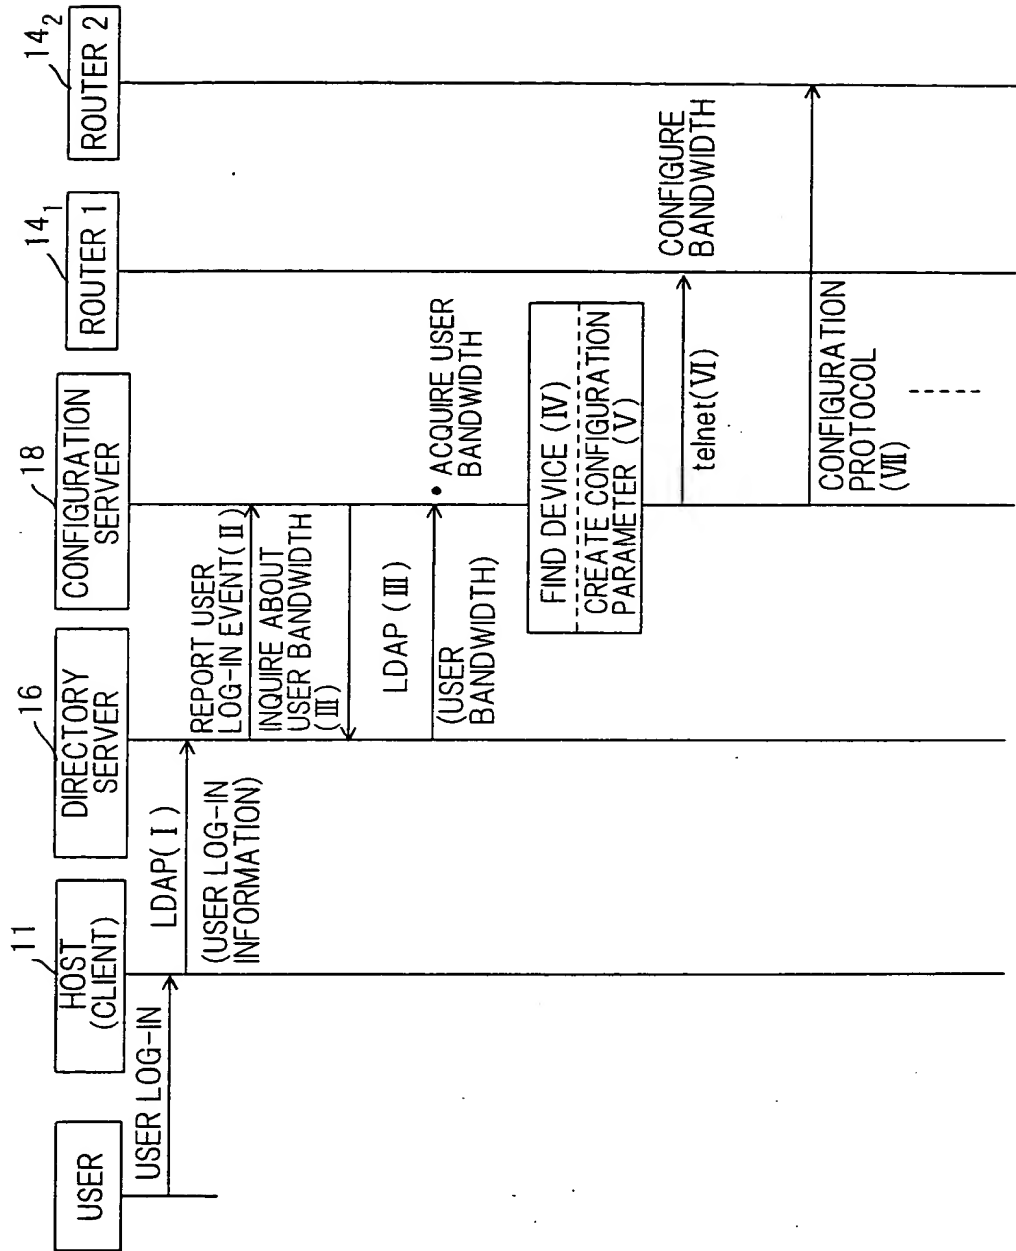 USER
11
HOST
(CLIENT)
16
DIRECTORY
SERVER
18
CONFIGURATION
SERVER
14₁
ROUTER 1
14₂
ROUTER 2
USER LOG-IN
LDAP(Ⅰ)
(USER LOG-IN
INFORMATION)
REPORT USER
LOG-IN EVENT(Ⅱ)
INQUIRE ABOUT
USER BANDWIDTH
(Ⅲ)
LDAP (Ⅲ)
(USER
BANDWIDTH)
• ACQUIRE USER
BANDWIDTH
FIND DEVICE (Ⅳ)
CREATE CONFIGURATION
PARAMETER (Ⅴ)
telnet(Ⅵ)
CONFIGURE
BANDWIDTH
CONFIGURATION
PROTOCOL
(Ⅶ)